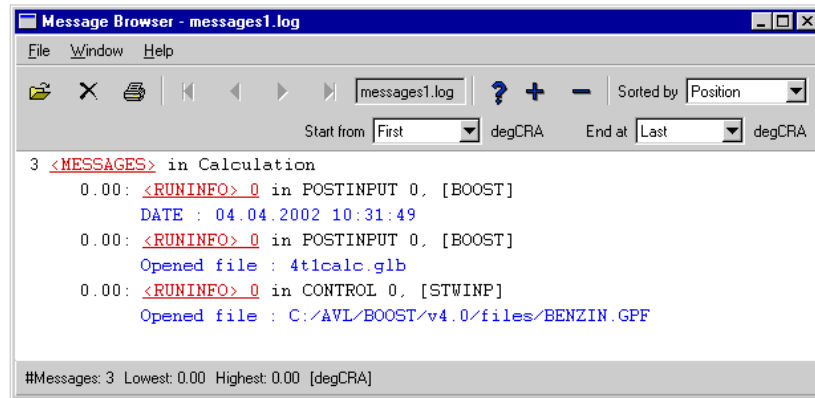 Message Browser - messages1.log
File Window Help
messages1.log ? Sorted by Position
Start from First degCRA End at Last degCRA
3 <MESSAGES> in Calculation
0.00: <RUNINFO> 0 in POSTINPUT 0, [BOOST]
DATE : 04.04.2002 10:31:49
0.00: <RUNINFO> 0 in POSTINPUT 0, [BOOST]
Opened file : 4t1calc.glb
0.00: <RUNINFO> 0 in CONTROL 0, [STWINP]
Opened file : C:/AVL/BOOST/v4.0/files/BENZIN.GPF
#Messages: 3 Lowest: 0.00 Highest: 0.00 [degCRA]